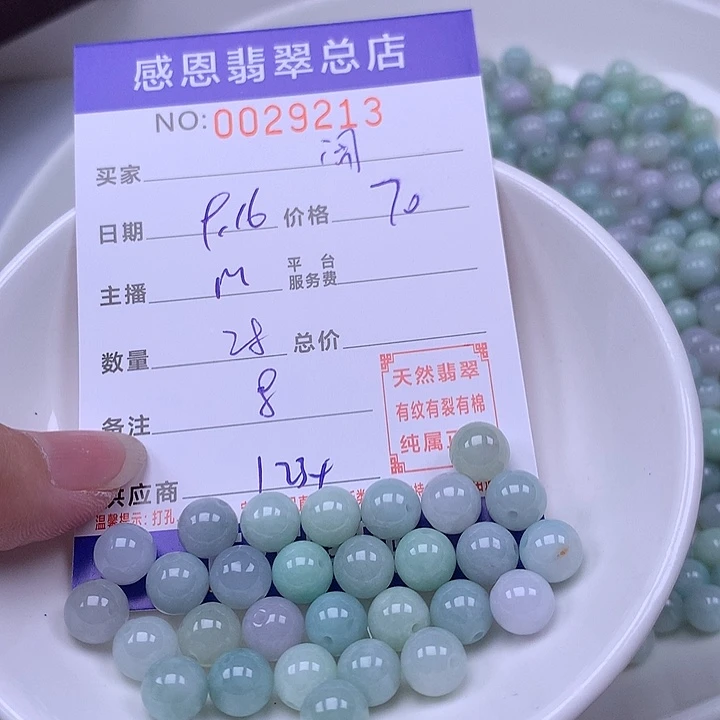 感恩翡翠总店
NO:0029213
买家
日期 9.16 价格 70
主播 M 平台服务费
数量 28 总价
备注 8
天然翡翠
有纹有裂有棉
纯属正
供应商 1234
温馨提示：打孔